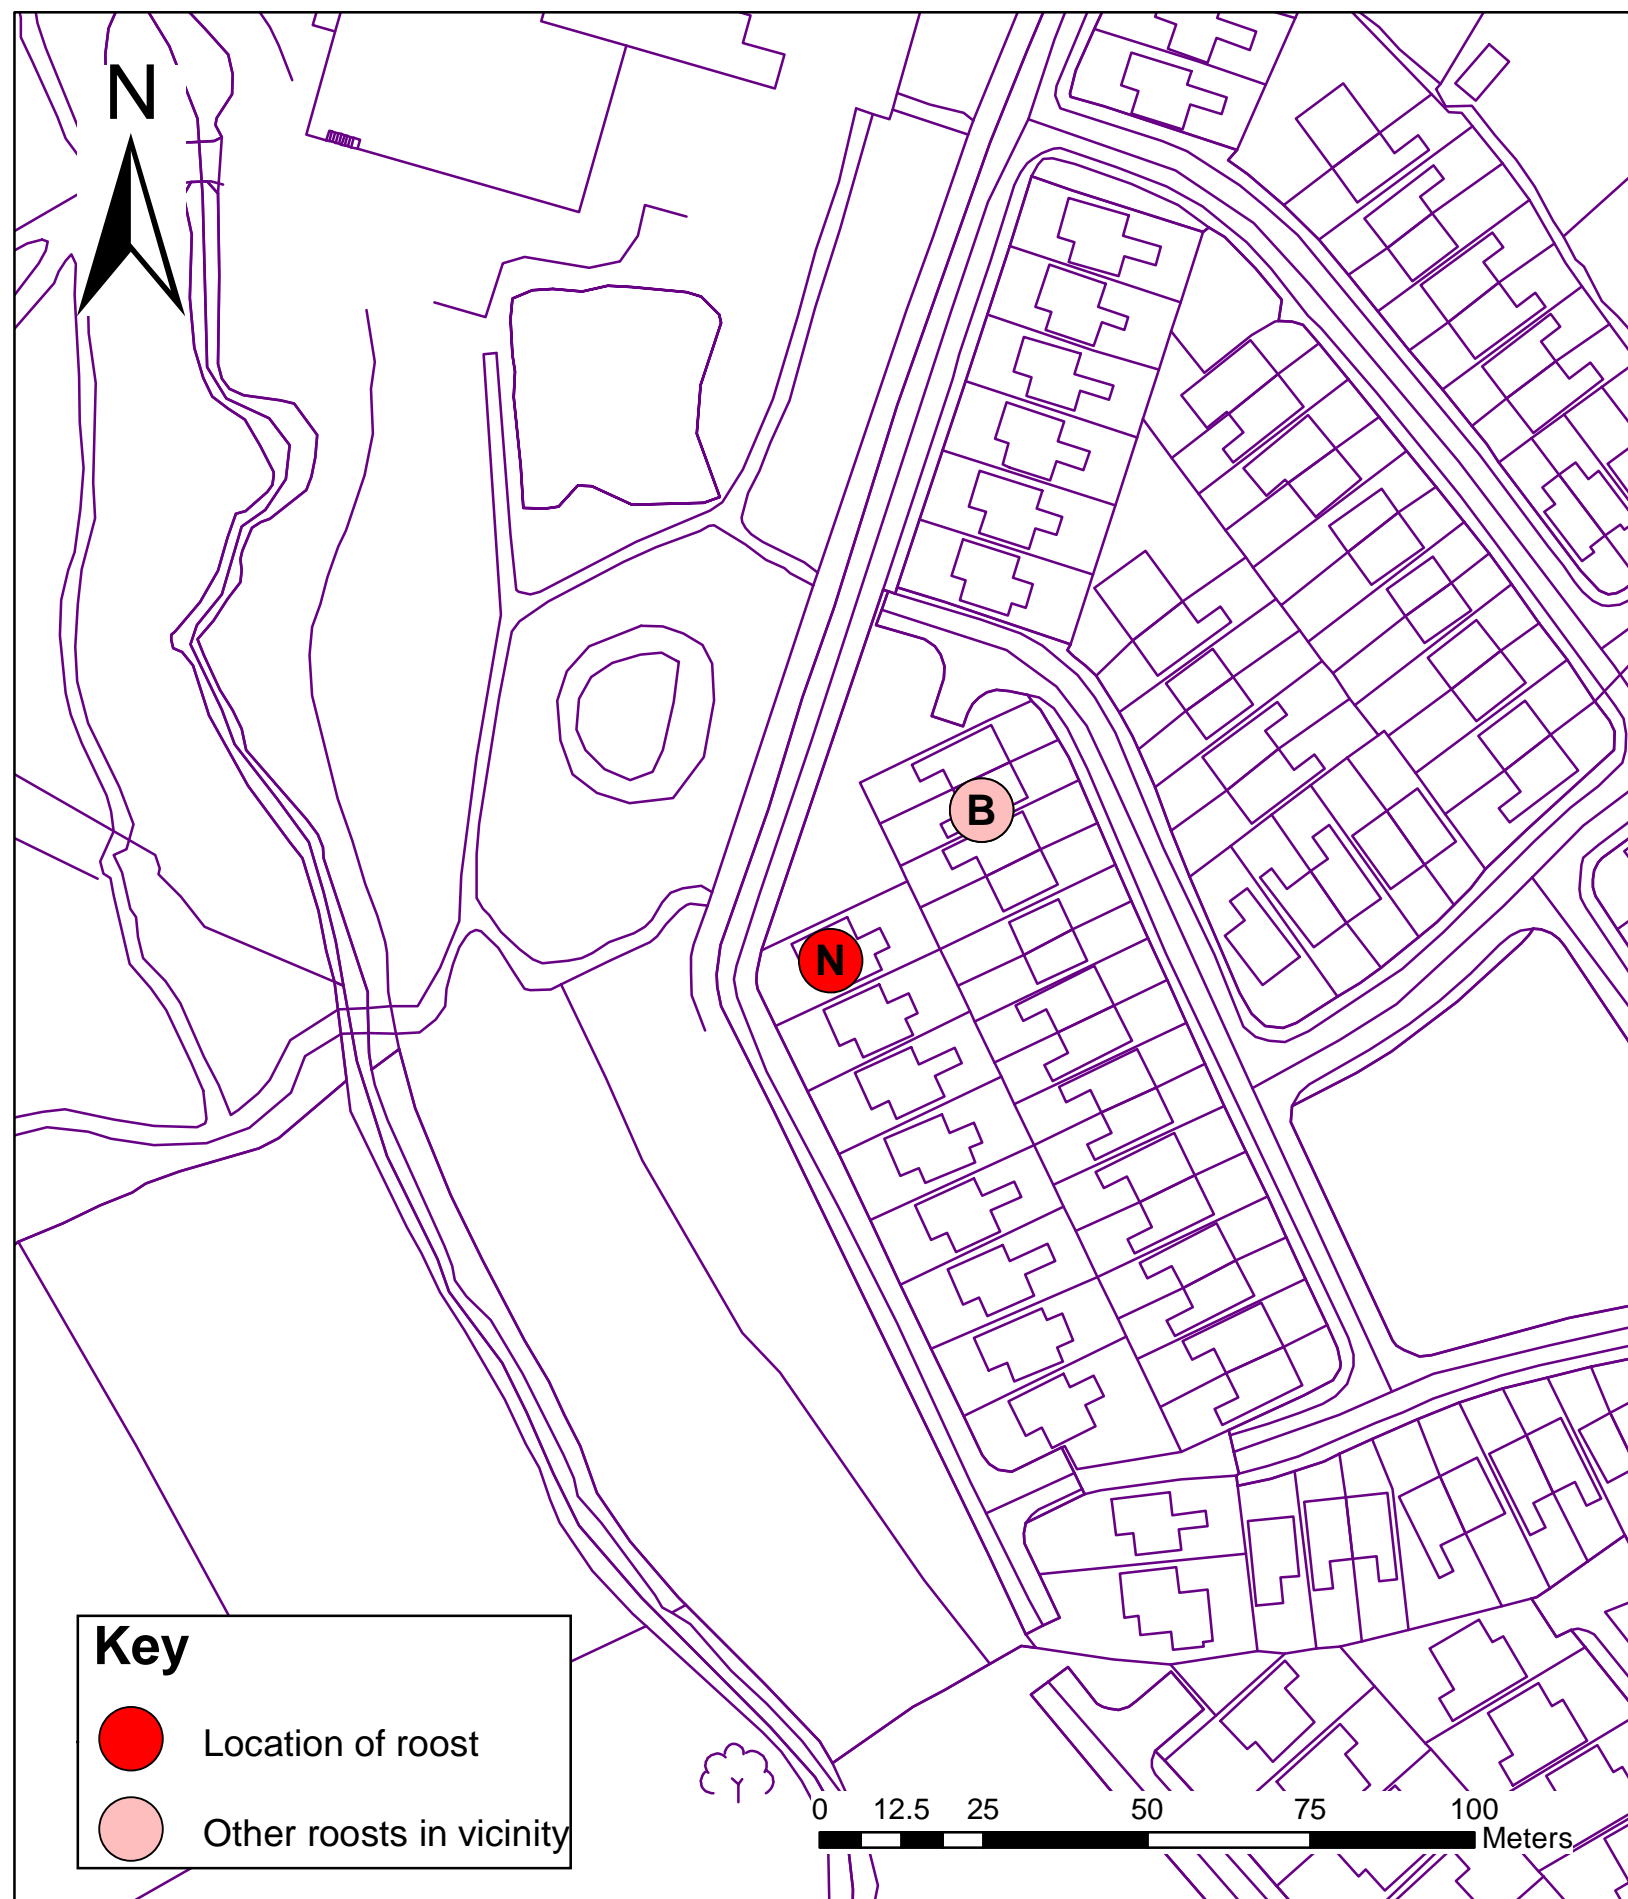 N
B
N
Key
Location of roost
Other roosts in vicinity
0 12.5 25 50 75 100
Meters